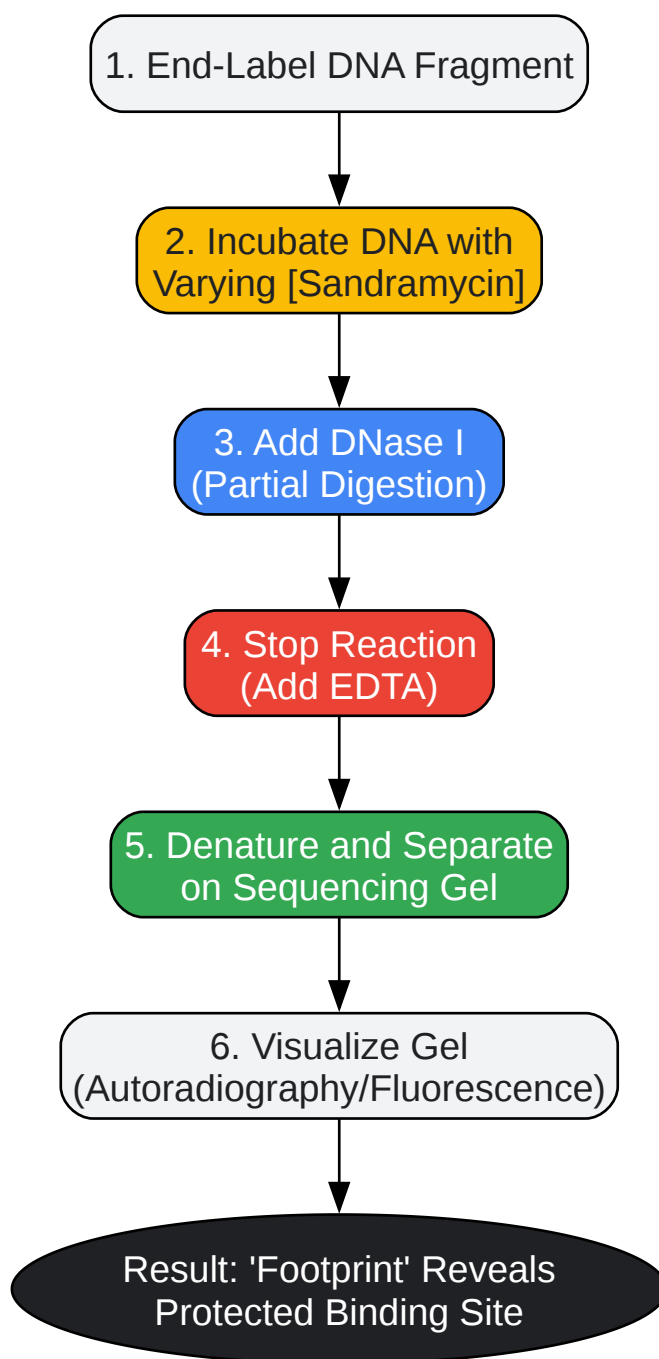 1. End-Label DNA Fragment
2. Incubate DNA with
Varying [Sandramycin]
3. Add DNase I
(Partial Digestion)
4. Stop Reaction
(Add EDTA)
5. Denature and Separate
on Sequencing Gel
6. Visualize Gel
(Autoradiography/Fluorescence)
Result: 'Footprint' Reveals
Protected Binding Site